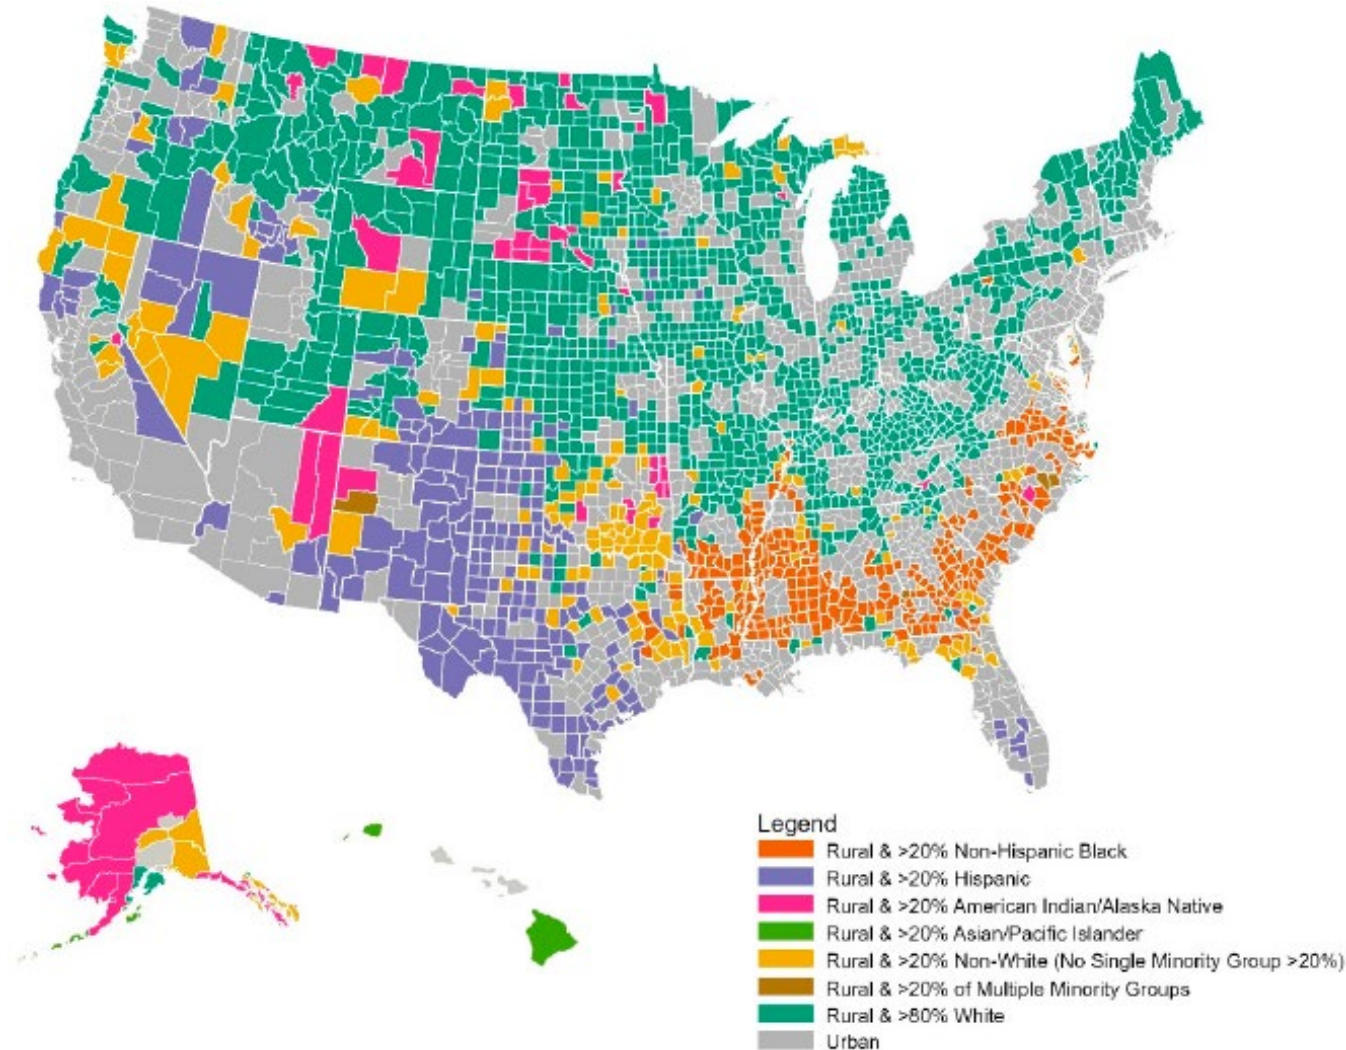 Legend
Rural & >20% Non-Hispanic Black
Rural & >20% Hispanic
Rural & >20% American Indian/Alaska Native
Rural & >20% Asian/Pacific Islander
Rural & >20% Non-White (No Single Minority Group >20%)
Rural & >20% of Multiple Minority Groups
Rural & >80% White
Urban